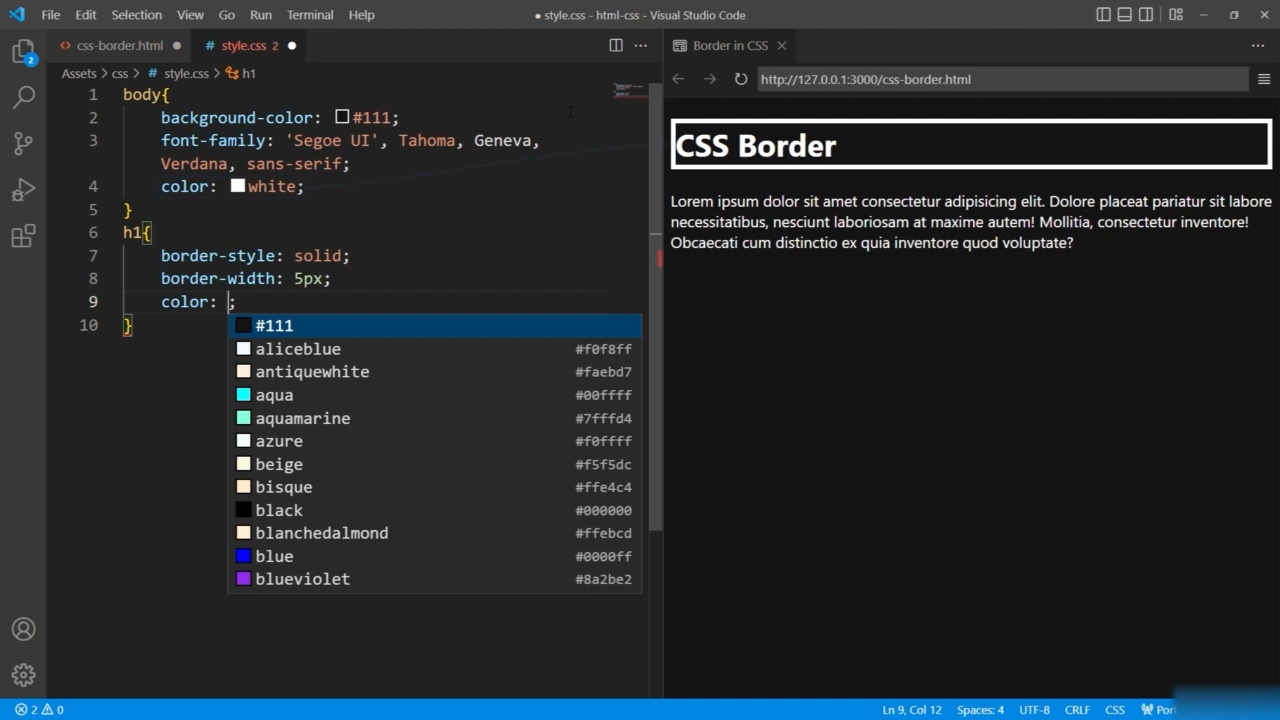 File Edit Selection View Go Run Terminal Help
● style.css - html-css - Visual Studio Code
css-border.html
# style.css 2
Border in CSS
Assets > css > # style.css > h1
http://127.0.0.1:3000/css-border.html
1 body{
2 background-color: #111;
3 font-family: 'Segoe UI', Tahoma, Geneva,
Verdana, sans-serif;
4 color: white;
5 }
6 h1{
7 border-style: solid;
8 border-width: 5px;
9 color: ;
10 }
#111
aliceblue #f0f8ff
antiquewhite #faebd7
aqua #00ffff
aquamarine #7fffd4
azure #f0ffff
beige #f5f5dc
bisque #ffe4c4
black #000000
blanchedalmond #ffebcd
blue #0000ff
blueviolet #8a2be2
CSS Border
Lorem ipsum dolor sit amet consectetur adipisicing elit. Dolore placeat pariatur sit labore
necessitatibus, nesciunt laboriosam at maxime autem! Mollitia, consectetur inventore!
Obcaecati cum distinctio ex quia inventore quod voluptate?
2
2 0
Ln 9, Col 12 Spaces: 4 UTF-8 CRLF CSS